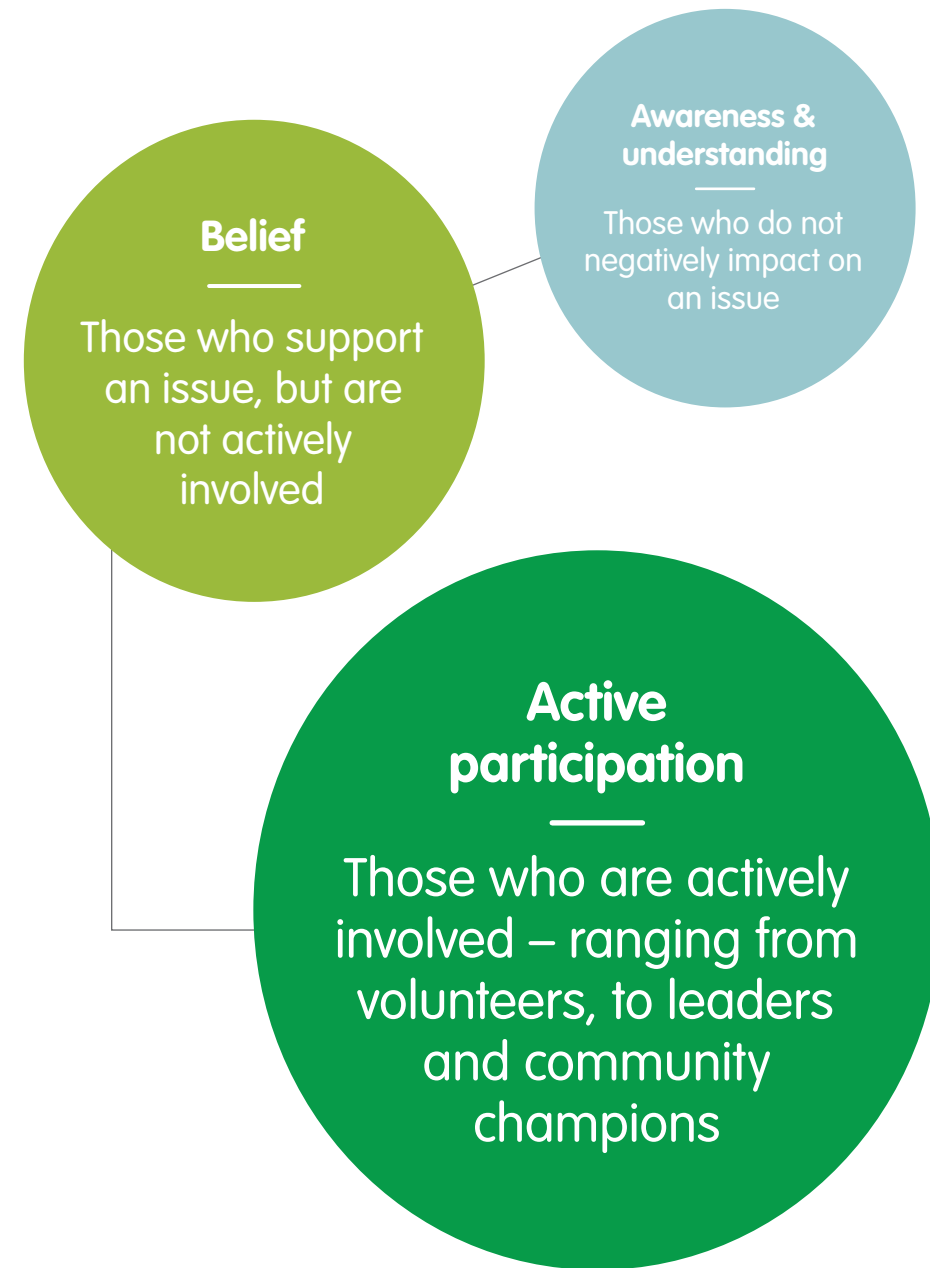 Awareness &
understanding
Those who do not
negatively impact on
an issue
Belief
Those who support
an issue, but are
not actively
involved
Active
participation
Those who are actively
involved – ranging from
volunteers, to leaders
and community
champions